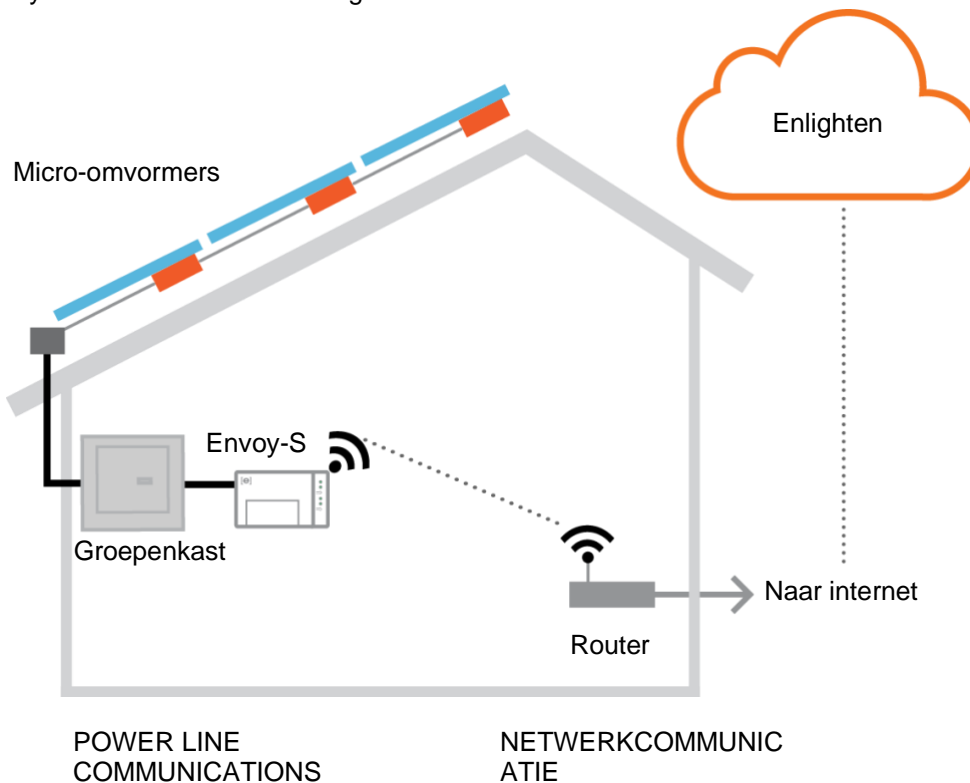 Enlighten
Micro-omvormers
Envoy-S
Groepenkast
Naar internet
Router
POWER LINE
COMMUNICATIONS
NETWERKCOMMUNIC
ATIE